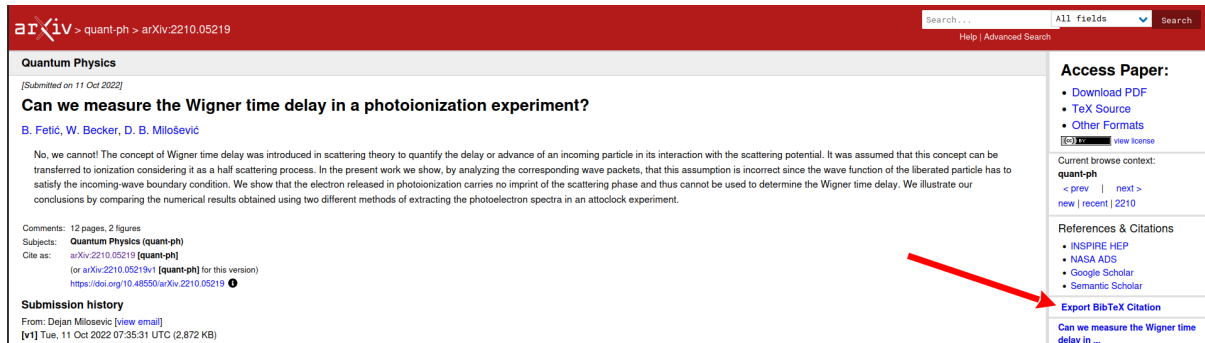 arXiv > quant-ph > arXiv:2210.05219
Search...
All fields
Search
Help | Advanced Search
Quantum Physics
[Submitted on 11 Oct 2022]
Can we measure the Wigner time delay in a photoionization experiment?
B. Fetić, W. Becker, D. B. Milošević
No, we cannot! The concept of Wigner time delay was introduced in scattering theory to quantify the delay or advance of an incoming particle in its interaction with the scattering potential. It was assumed that this concept can be
transferred to ionization considering it as a half scattering process. In the present work we show, by analyzing the corresponding wave packets, that this assumption is incorrect since the wave function of the liberated particle has to
satisfy the incoming-wave boundary condition. We show that the electron released in photoionization carries no imprint of the scattering phase and thus cannot be used to determine the Wigner time delay. We illustrate our
conclusions by comparing the numerical results obtained using two different methods of extracting the photoelectron spectra in an attoclock experiment.
Comments: 12 pages, 2 figures
Subjects: Quantum Physics (quant-ph)
Cite as: arXiv:2210.05219 [quant-ph]
(or arXiv:2210.05219v1 [quant-ph] for this version)
https://doi.org/10.48550/arXiv.2210.05219
Submission history
From: Dejan Milosevic [view email]
[v1] Tue, 11 Oct 2022 07:35:31 UTC (2,872 KB)
Access Paper:
• Download PDF
• TeX Source
• Other Formats
(cc) BY view license
Current browse context:
quant-ph
< prev | next >
new | recent | 2210
References & Citations
• INSPIRE HEP
• NASA ADS
• Google Scholar
• Semantic Scholar
Export BibTeX Citation
Can we measure the Wigner time
delay in ...